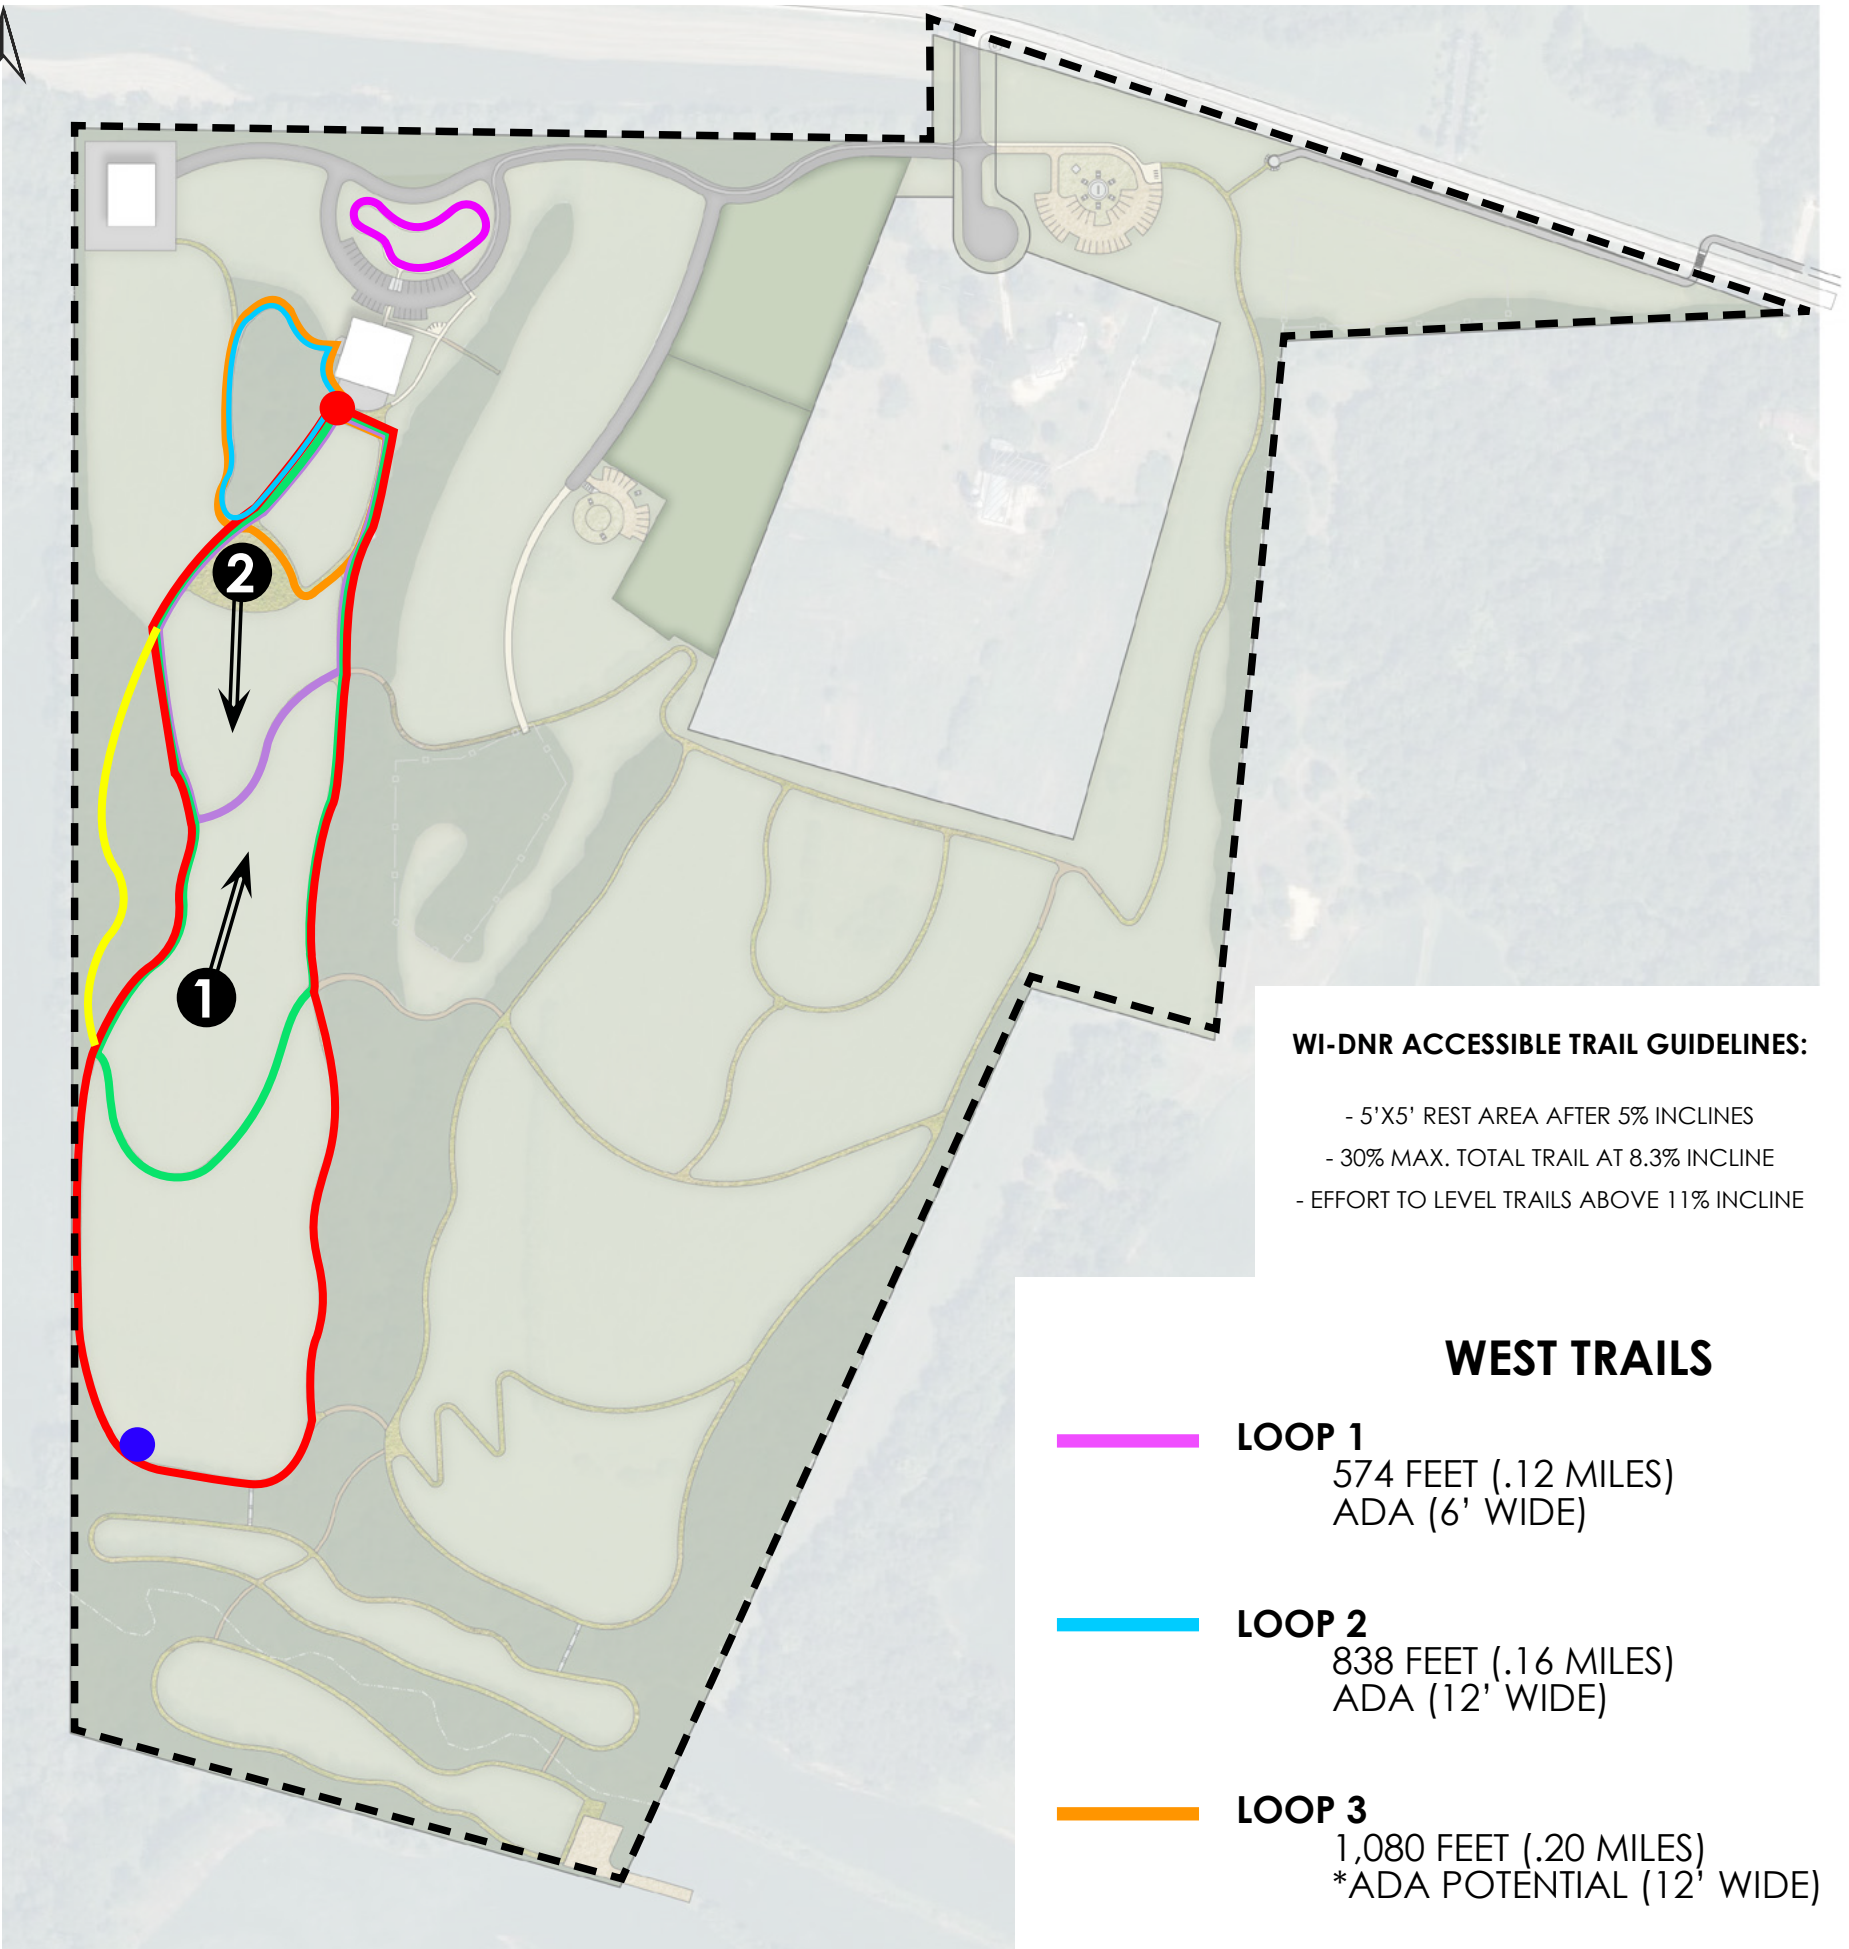 2
1
WI-DNR ACCESSIBLE TRAIL GUIDELINES:
- 5’X5’ REST AREA AFTER 5% INCLINES
- 30% MAX. TOTAL TRAIL AT 8.3% INCLINE
- EFFORT TO LEVEL TRAILS ABOVE 11% INCLINE
WEST TRAILS
LOOP 1
574 FEET (.12 MILES)
ADA (6’ WIDE)
LOOP 2
838 FEET (.16 MILES)
ADA (12’ WIDE)
LOOP 3
1,080 FEET (.20 MILES)
*ADA POTENTIAL (12’ WIDE)